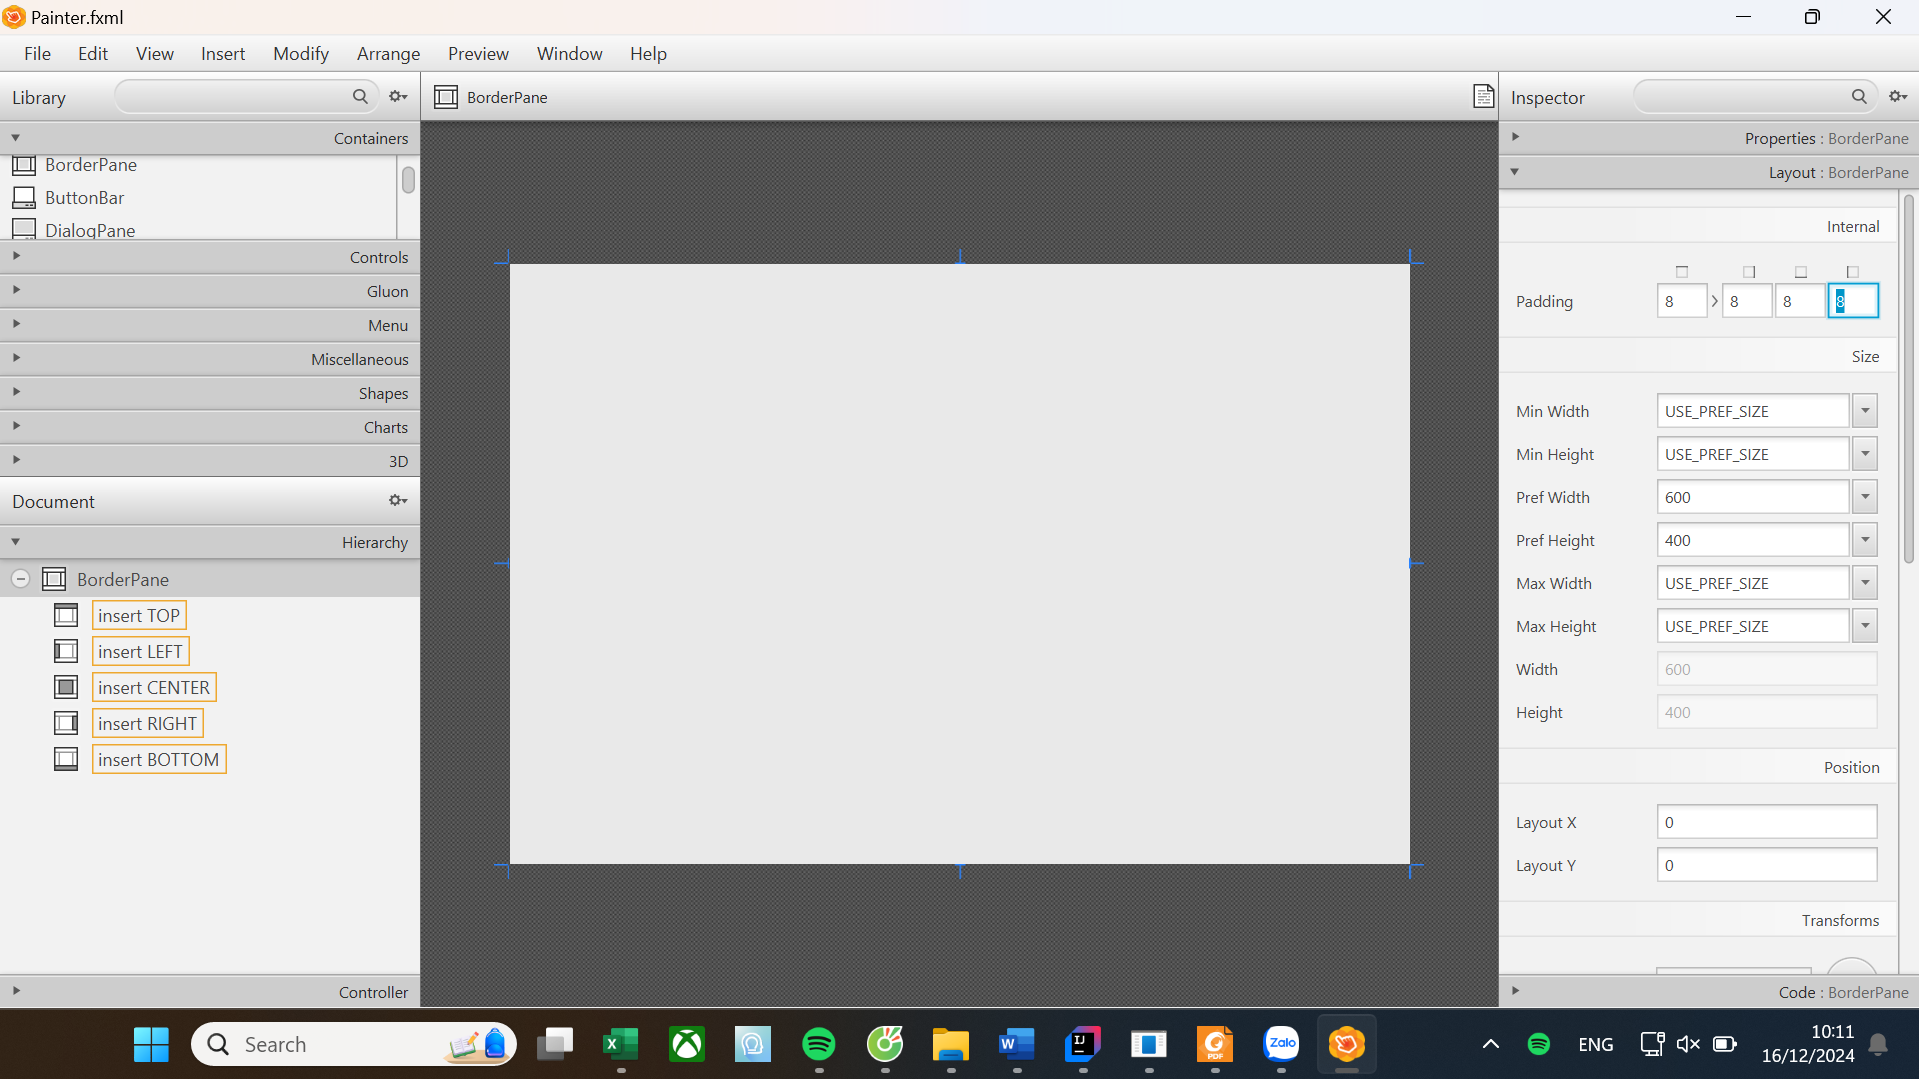 Painter.fxml
File Edit View Insert Modify Arrange Preview Window Help
Library
Containers
BorderPane
ButtonBar
DialogPane
Controls
Gluon
Menu
Miscellaneous
Shapes
Charts
3D
Document
Hierarchy
BorderPane
insert TOP
insert LEFT
insert CENTER
insert RIGHT
insert BOTTOM
Controller
BorderPane
Inspector
Properties : BorderPane
Layout : BorderPane
Internal
Padding 8 8 8 8
Size
Min Width USE_PREF_SIZE
Min Height USE_PREF_SIZE
Pref Width 600
Pref Height 400
Max Width USE_PREF_SIZE
Max Height USE_PREF_SIZE
Width 600
Height 400
Position
Layout X 0
Layout Y 0
Transforms
Code : BorderPane
Search
X
W
IJ
PDF
Zalo
ENG
10:11
16/12/2024